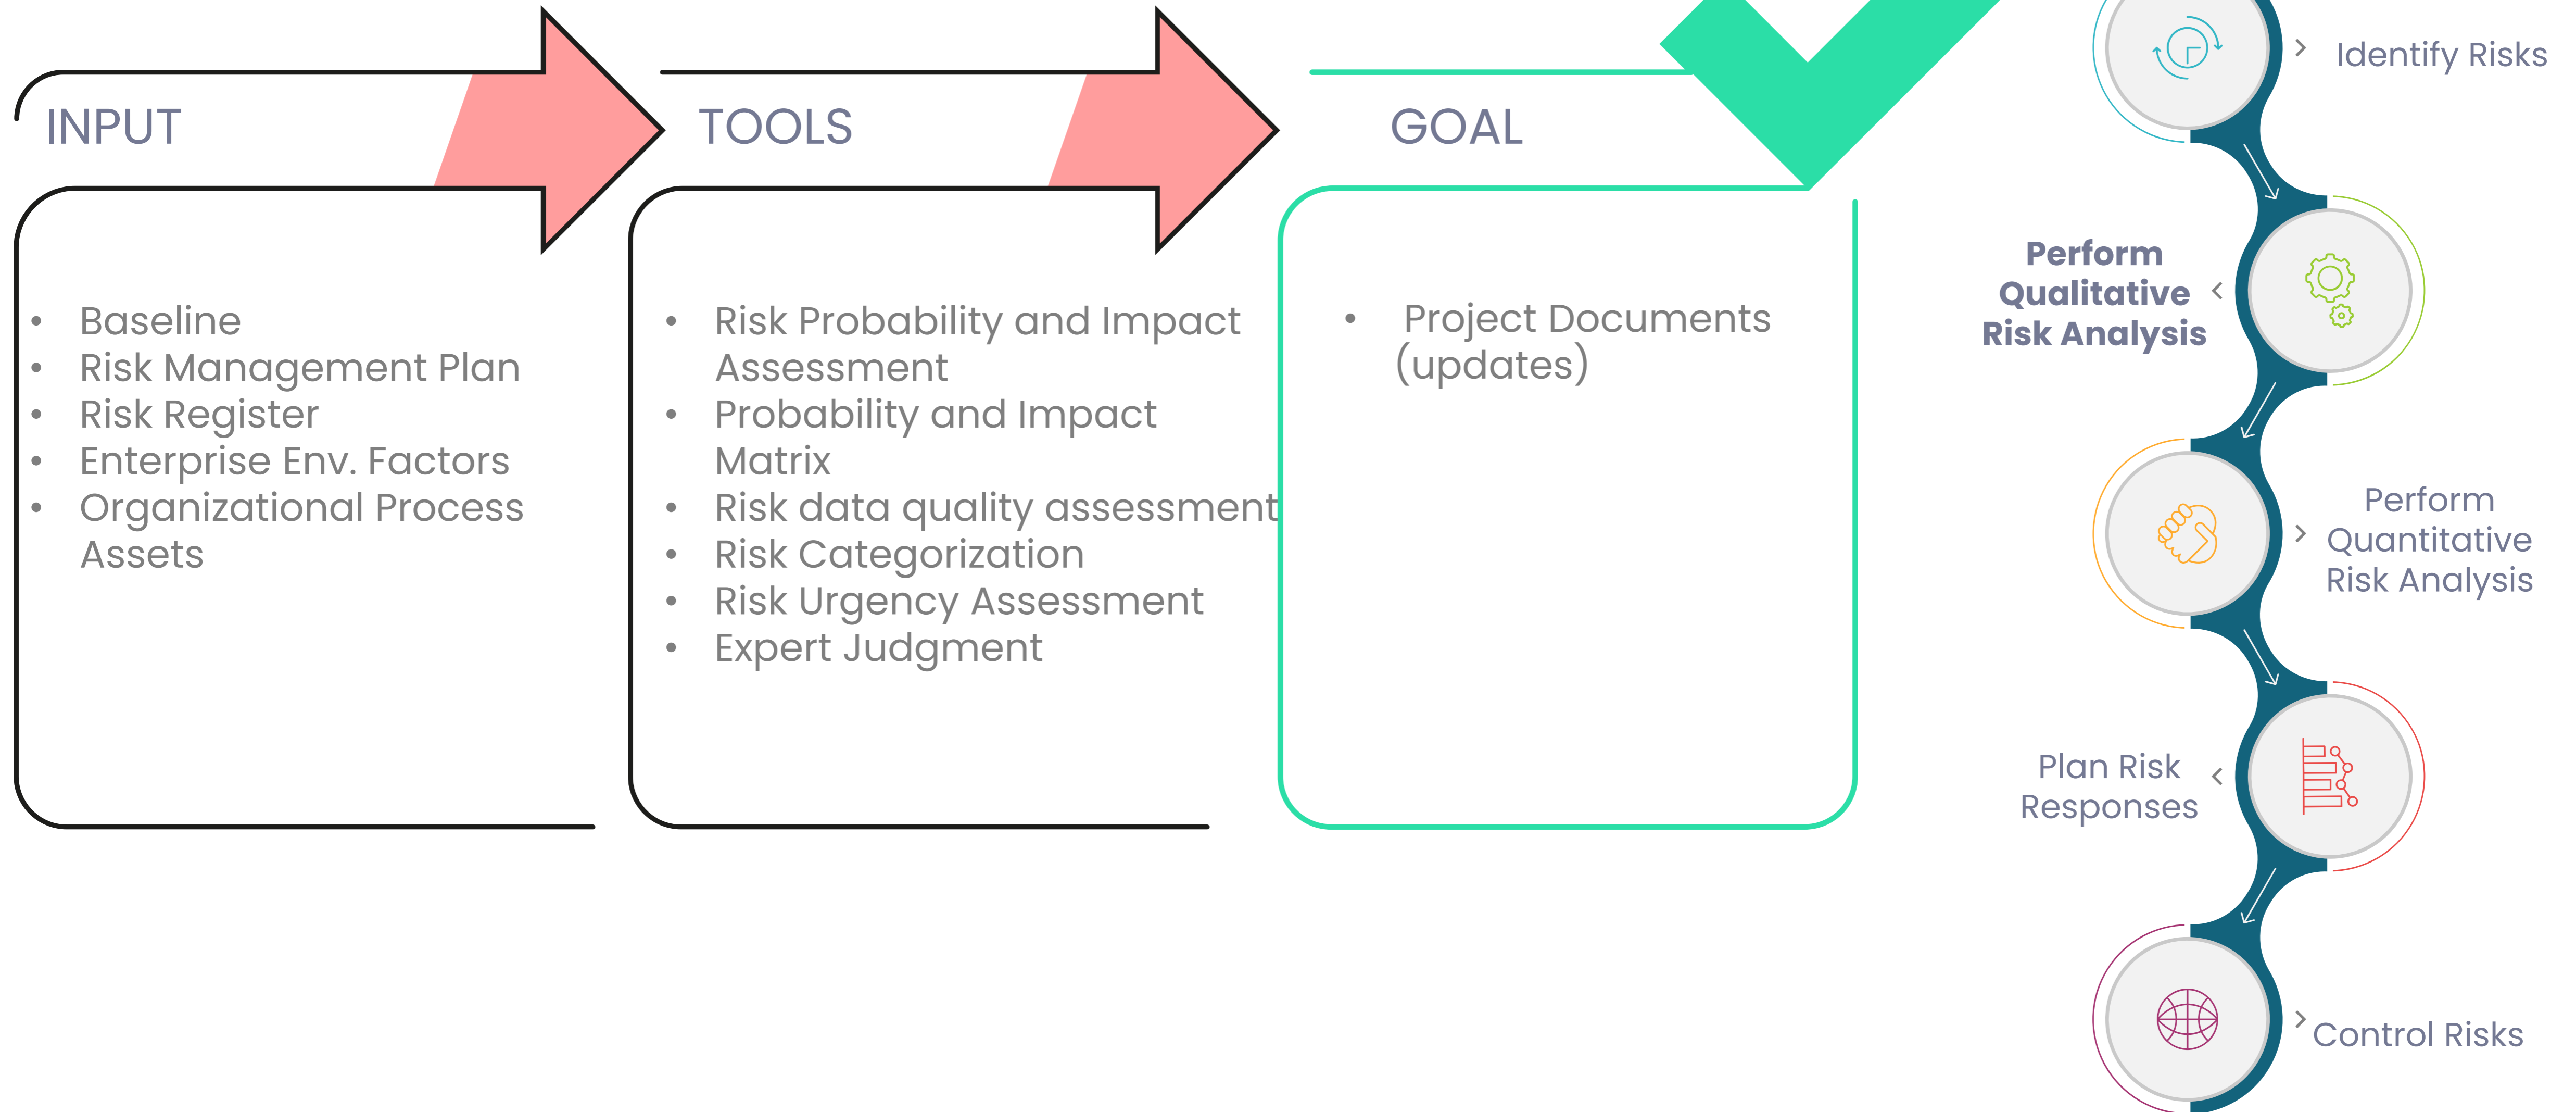 INPUT
• Baseline
• Risk Management Plan
• Risk Register
• Enterprise Env. Factors
• Organizational Process
Assets
TOOLS
• Risk Probability and Impact
Assessment
• Probability and Impact
Matrix
• Risk data quality assessment
• Risk Categorization
• Risk Urgency Assessment
• Expert Judgment
GOAL
• Project Documents
(updates)
Identify Risks
Perform
Qualitative
Risk Analysis
Perform
Quantitative
Risk Analysis
Plan Risk
Responses
Control Risks